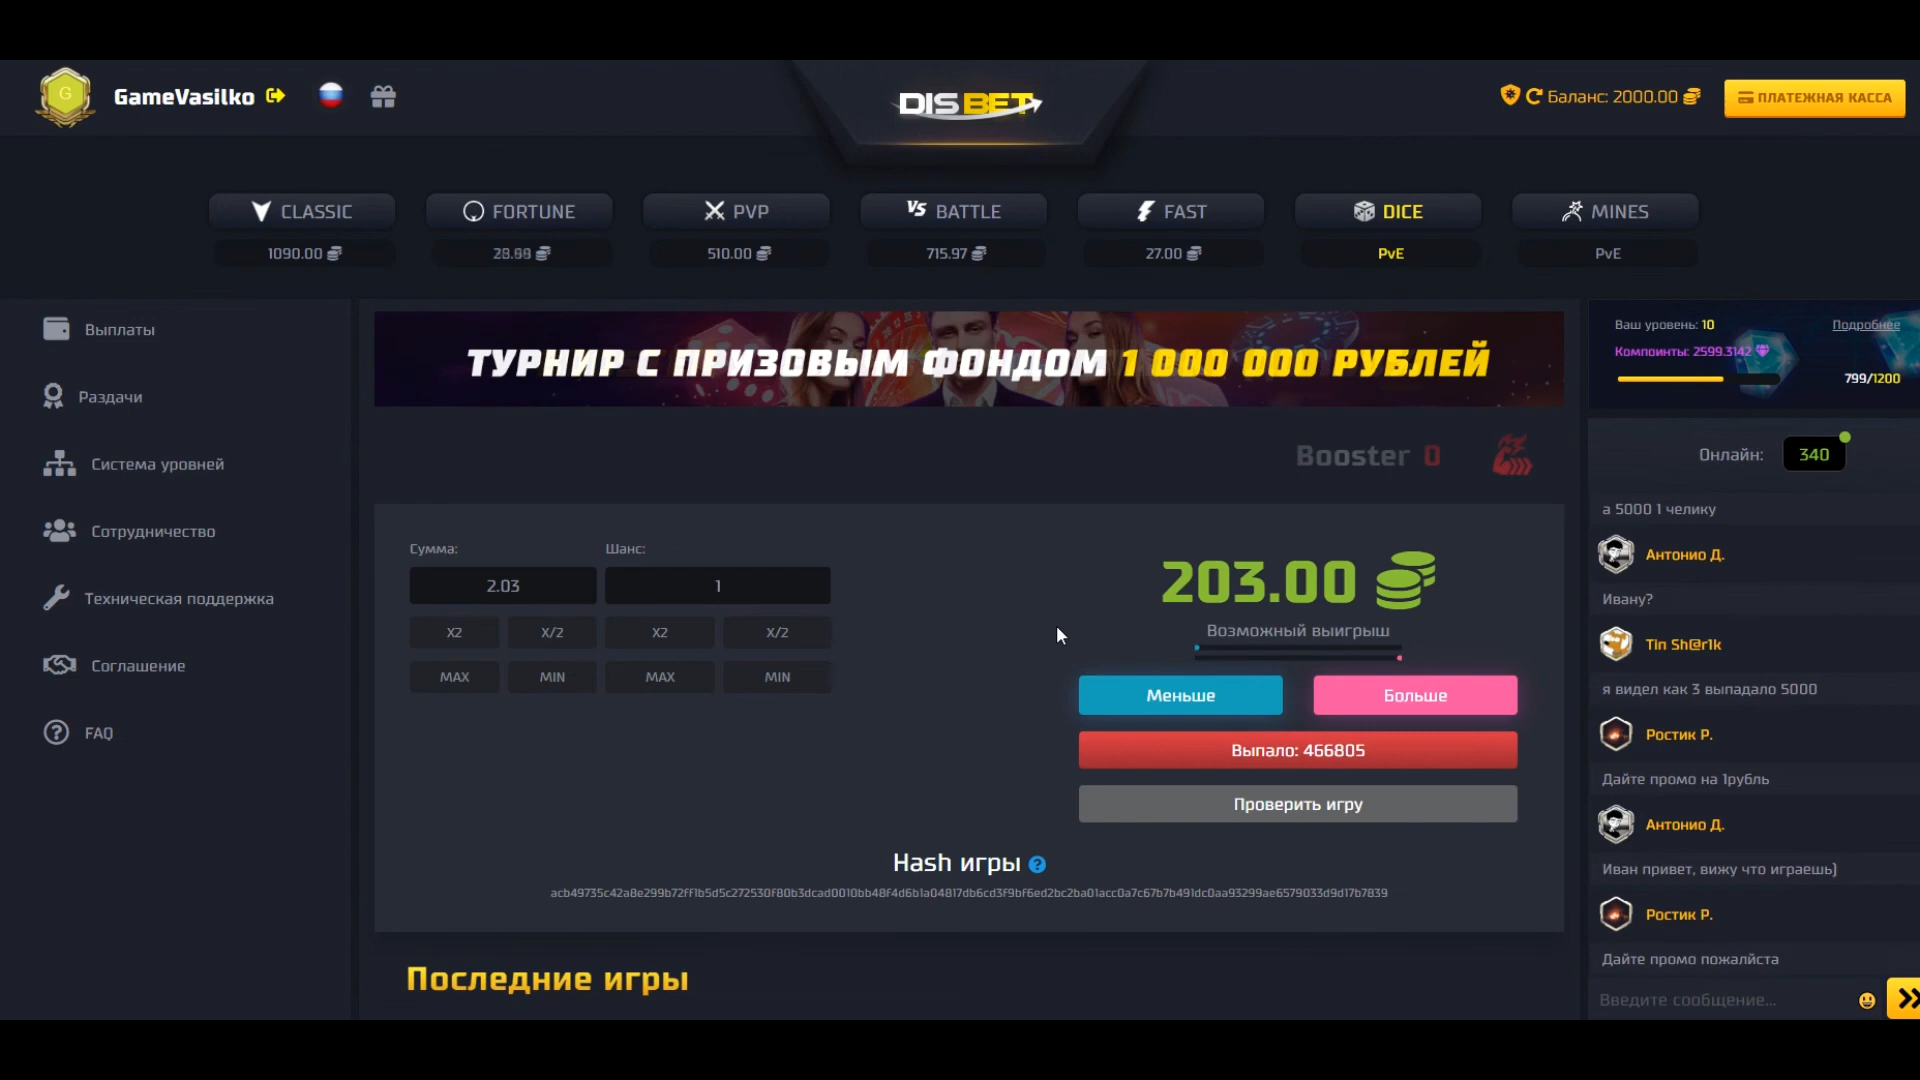 G
GameVasilko
DISBET
Баланс: 2000.00
ПЛАТЕЖНАЯ КАССА
CLASSIC
FORTUNE
PVP
VS BATTLE
FAST
DICE
MINES
1090.00
510.00
715.97
27.00
PvE
PvE
Выплаты
Раздачи
Система уровней
Сотрудничество
Техническая поддержка
Соглашение
FAQ
ТУРНИР С ПРИЗОВЫМ ФОНДОМ 1 000 000 РУБЛЕЙ
Booster 0
Сумма:
Шанс:
2.03
1
X2
X/2
X2
X/2
MAX
MIN
MAX
MIN
203.00
Возможный выигрыш
Меньше
Больше
Выпало: 466805
Проверить игру
Hash игры ?
Последние игры
Ваш уровень: 10
Подробнее
Компоинты: 2599.3142
799/1200
Онлайн:
340
а 5000 1 челику
Антонио Д.
Ивану?
Tin Sh@r1k
я видел как 3 выпадало 5000
Ростик Р.
Дайте промо на 1рубль
Антонио Д.
Иван привет, вижу что играешь)
Ростик Р.
Дайте промо пожалйста
Введите сообщение...